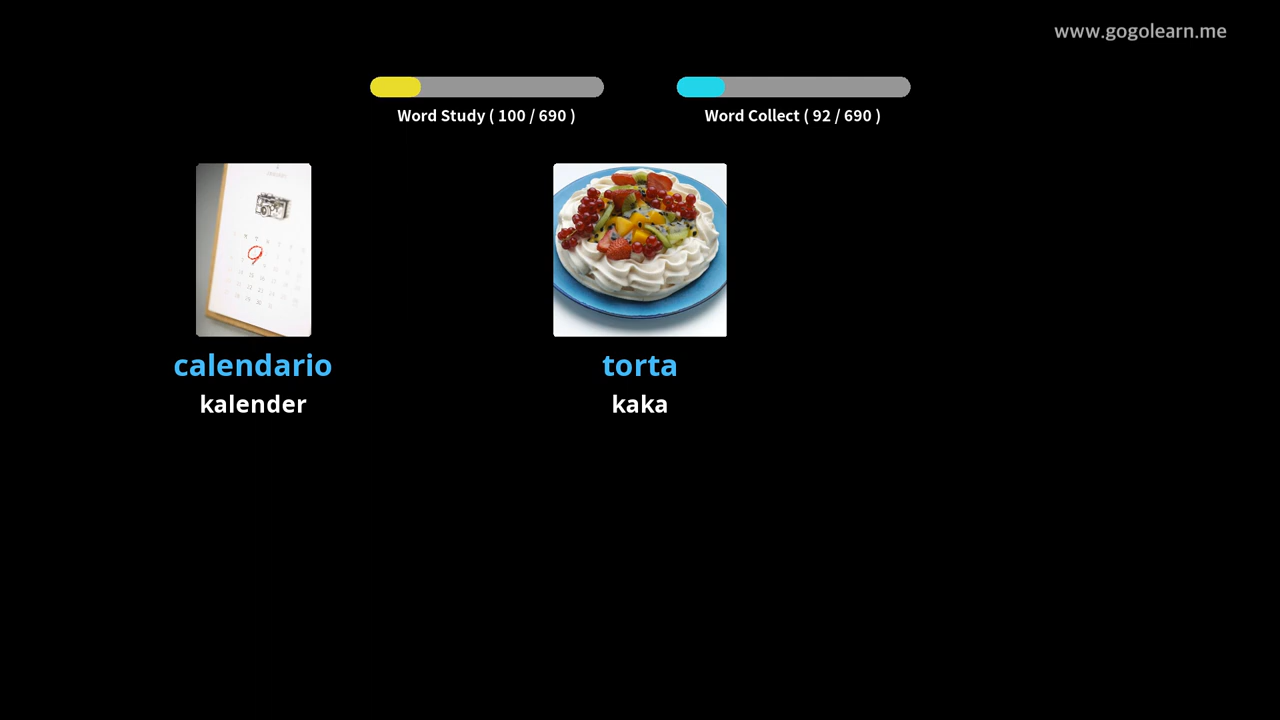 www.gogolearn.me
Word Study ( 100 / 690 )
Word Collect ( 92 / 690 )
calendario
kalender
torta
kaka